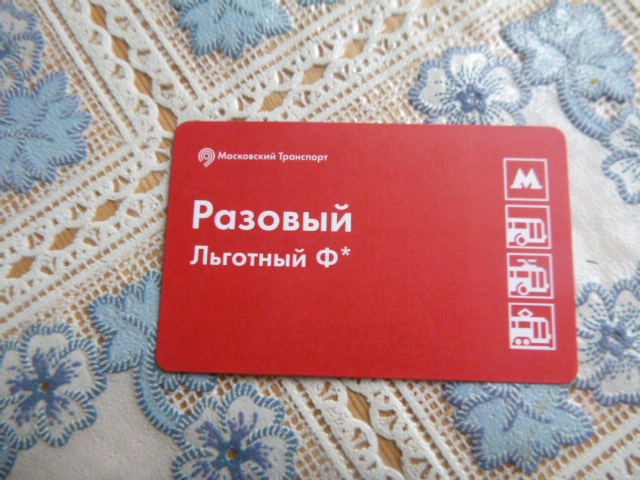 Московский Транспорт
Разовый
Льготный Ф*
М